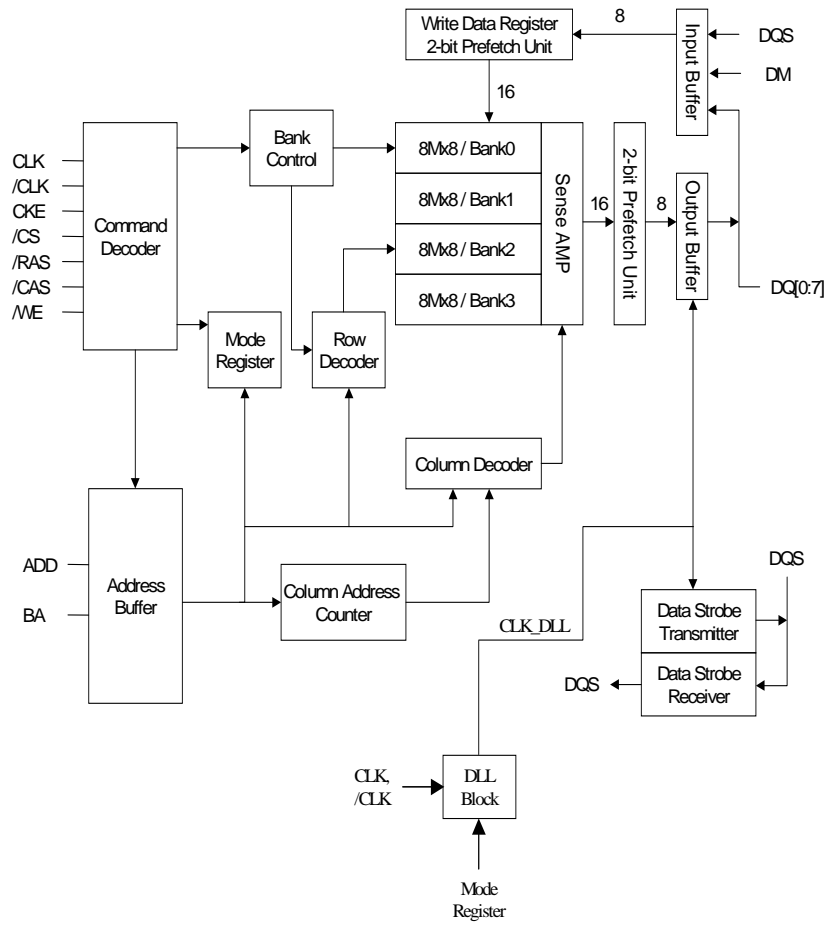 Write Data Register
2-bit Prefetch Unit
8
Input Buffer
DQS
DM
16
Bank
Control
8Mx8 / Bank0
8Mx8 / Bank1
8Mx8 / Bank2
8Mx8 / Bank3
Sense AMP
16
2-bit Prefetch Unit
8
Output Buffer
DQ[0:7]
CLK
/CLK
CKE
/CS
/RAS
/CAS
/WE
Command
Decoder
Mode
Register
Row
Decoder
Column Decoder
ADD
BA
Address
Buffer
Column Address
Counter
CLK_DLL
DQS
Data Strobe
Transmitter
Data Strobe
Receiver
DQS
CLK,
/CLK
DLL
Block
Mode
Register